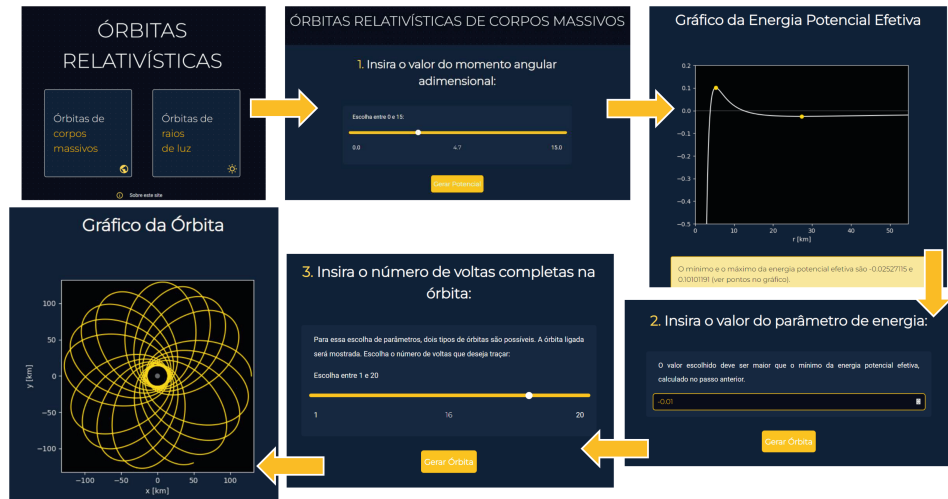 ÓRBITAS
RELATIVÍSTICAS
Órbitas de
corpos
massivos
Órbitas de
raios
de luz
Sobre este site
ÓRBITAS RELATIVÍSTICAS DE CORPOS MASSIVOS
1. Insira o valor do momento angular
adimensional:
Escolha entre 0 e 15:
0.0 4.7 15.0
Gerar Potencial
Gráfico da Energia Potencial Efetiva
0.2
0.1
0.0
−0.1
−0.2
−0.3
−0.4
−0.5
0 10 20 30 40 50
r [km]
O mínimo e o máximo da energia potencial efetiva são -0.02527115 e
0.10101191 (ver pontos no gráfico).
2. Insira o valor do parâmetro de energia:
O valor escolhido deve ser maior que o mínimo da energia potencial efetiva,
calculado no passo anterior.
-0.01
Gerar Órbita
3. Insira o número de voltas completas na
órbita:
Para essa escolha de parâmetros, dois tipos de órbitas são possíveis. A órbita ligada
será mostrada. Escolha o número de voltas que deseja traçar:
Escolha entre 1 e 20
1 16 20
Gerar Órbita
Gráfico da Órbita
100
50
0
−50
−100
y [km]
−100 −50 0 50 100
x [km]